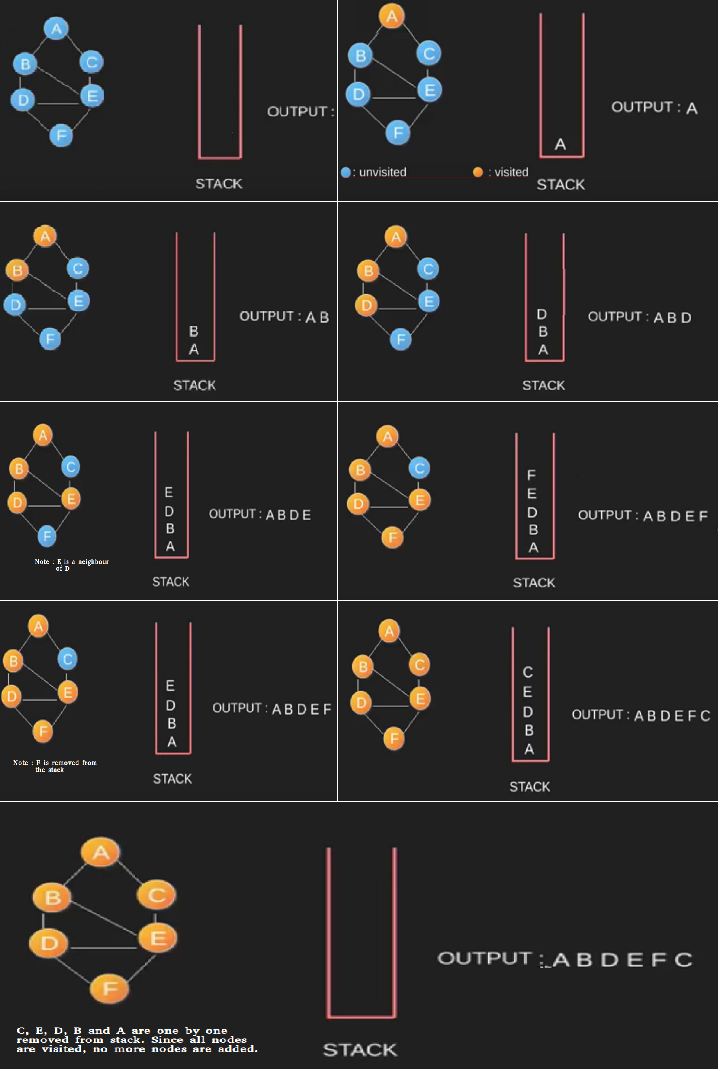 A
B C
D E
F
OUTPUT :
STACK
A
B C
D E
F
A
OUTPUT : A
: unvisited : visited
STACK
A
B C
D E
F
B
A
OUTPUT : A B
STACK
A
B C
D E
F
D
B
A
OUTPUT : A B D
STACK
A
B C
D E
F
E
D
B
A
OUTPUT : A B D E
Note : E is a neighbour
of D
STACK
A
B C
D E
F
F
E
D
B
A
OUTPUT : A B D E F
STACK
A
B C
D E
F
E
D
B
A
OUTPUT : A B D E F
Note : F is removed from
the stack
STACK
A
B C
D E
F
C
E
D
B
A
OUTPUT : A B D E F C
STACK
A
B C
D E
F
OUTPUT : A B D E F C
C, E, D, B and A are one by one
removed from stack. Since all nodes
are visited, no more nodes are added.
STACK